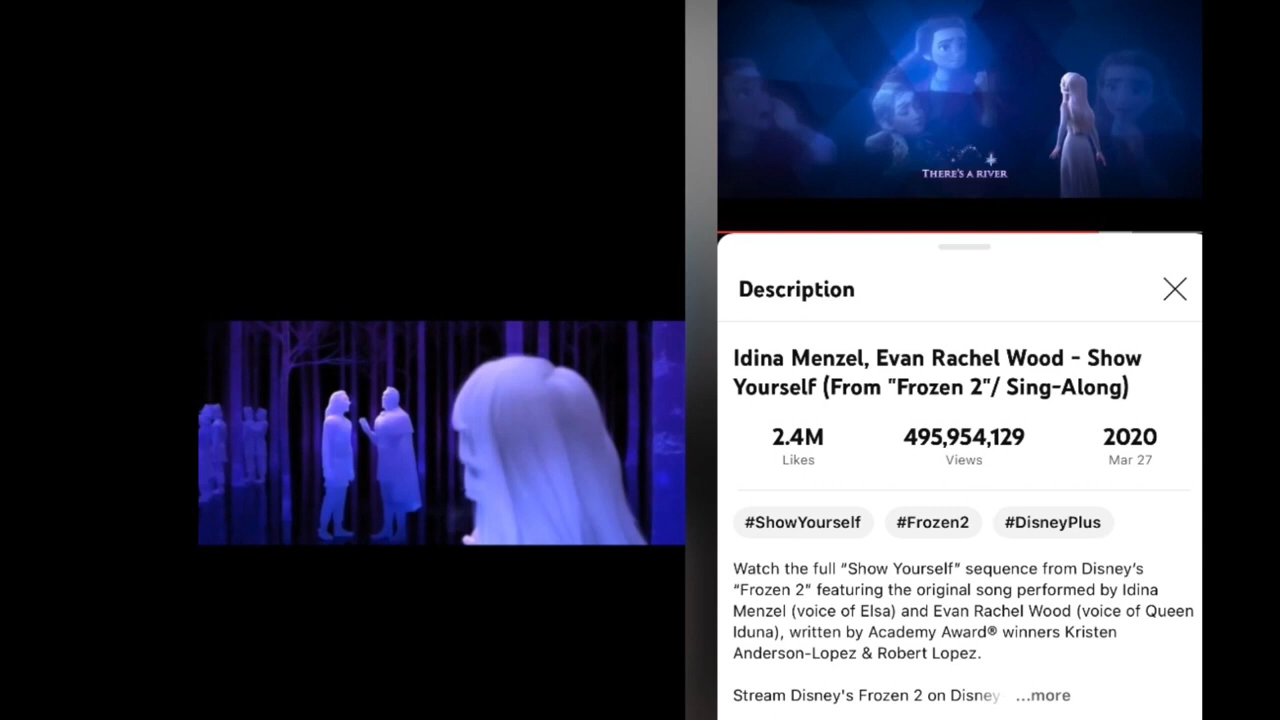 THERE'S A RIVER
Description
Idina Menzel, Evan Rachel Wood - Show
Yourself (From "Frozen 2"/ Sing-Along)
2.4M 495,954,129 2020
Likes Views Mar 27
#ShowYourself #Frozen2 #DisneyPlus
Watch the full “Show Yourself” sequence from Disney’s
“Frozen 2” featuring the original song performed by Idina
Menzel (voice of Elsa) and Evan Rachel Wood (voice of Queen
Iduna), written by Academy Award® winners Kristen
Anderson-Lopez & Robert Lopez.
Stream Disney's Frozen 2 on Disney ...more